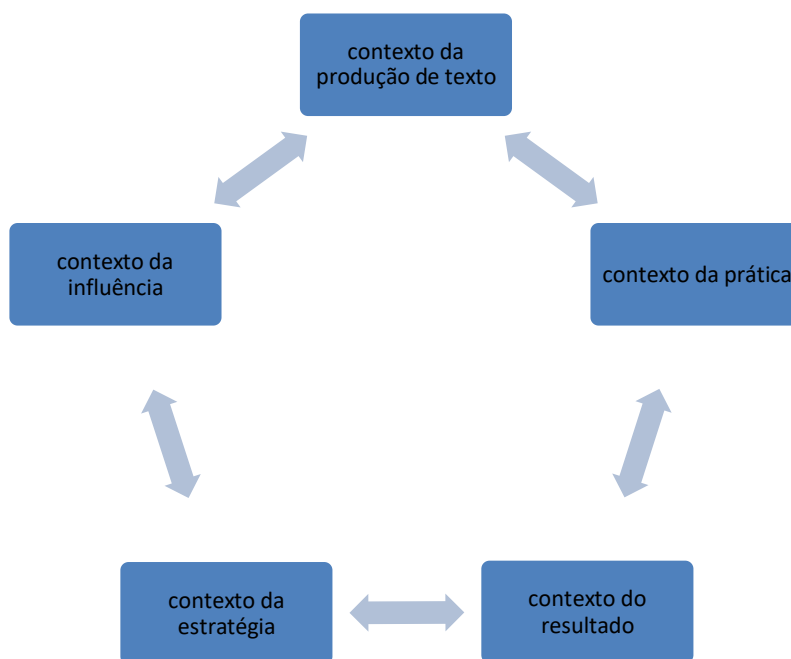 contexto da
produção de texto
contexto da
influência
contexto da prática
contexto da
estratégia
contexto do
resultado